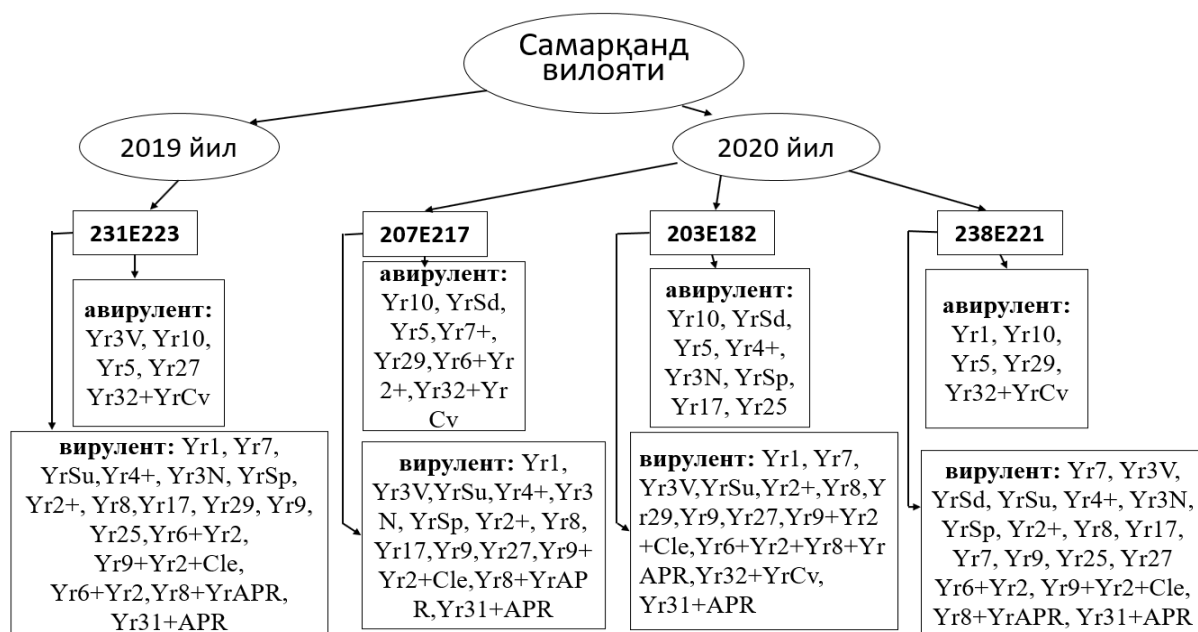 Самарқанд
вилояти
2019 йил
2020 йил
231E223
207E217
203E182
238E221
авирулент:
Yr3V, Yr10,
Yr5, Yr27
Yr32+YrCv
авирулент:
Yr10, YrSd,
Yr5,Yr7+,
Yr29,Yr6+Yr
2+,Yr32+Yr
Cv
авирулент:
Yr10, YrSd,
Yr5, Yr4+,
Yr3N, YrSp,
Yr17, Yr25
авирулент:
Yr1, Yr10,
Yr5, Yr29,
Yr32+YrCv
вирулент: Yr1, Yr7,
YrSu,Yr4+, Yr3N, YrSp,
Yr2+, Yr8,Yr17, Yr29, Yr9,
Yr25,Yr6+Yr2,
Yr9+Yr2+Cle,
Yr6+Yr2,Yr8+YrAPR,
Yr31+APR
вирулент: Yr1,
Yr3V,YrSu,Yr4+,Yr3
N, YrSp, Yr2+, Yr8,
Yr17,Yr9,Yr27,Yr9+
Yr2+Cle,Yr8+YrAP
R,Yr31+APR
вирулент: Yr1, Yr7,
Yr3V,YrSu,Yr2+,Yr8,Y
r29,Yr9,Yr27,Yr9+Yr2
+Cle,Yr6+Yr2+Yr8+Yr
APR,Yr32+YrCv,
Yr31+APR
вирулент: Yr7, Yr3V,
YrSd, YrSu, Yr4+, Yr3N,
YrSp, Yr2+, Yr8, Yr17,
Yr7, Yr9, Yr25, Yr27
Yr6+Yr2, Yr9+Yr2+Cle,
Yr8+YrAPR, Yr31+APR